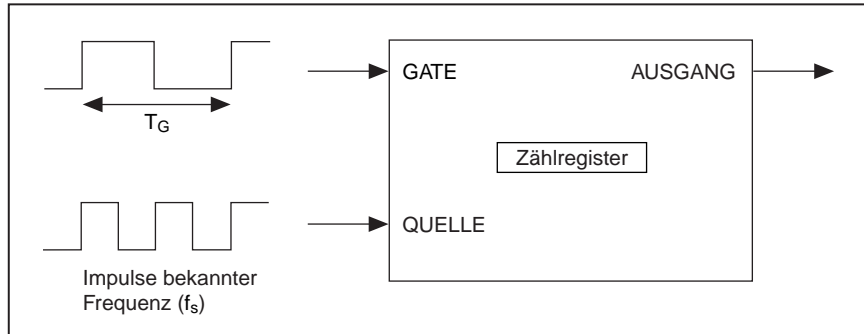 GATE
AUSGANG
T_G
Zählregister
QUELLE
Impulse bekannter
Frequenz (f_s)